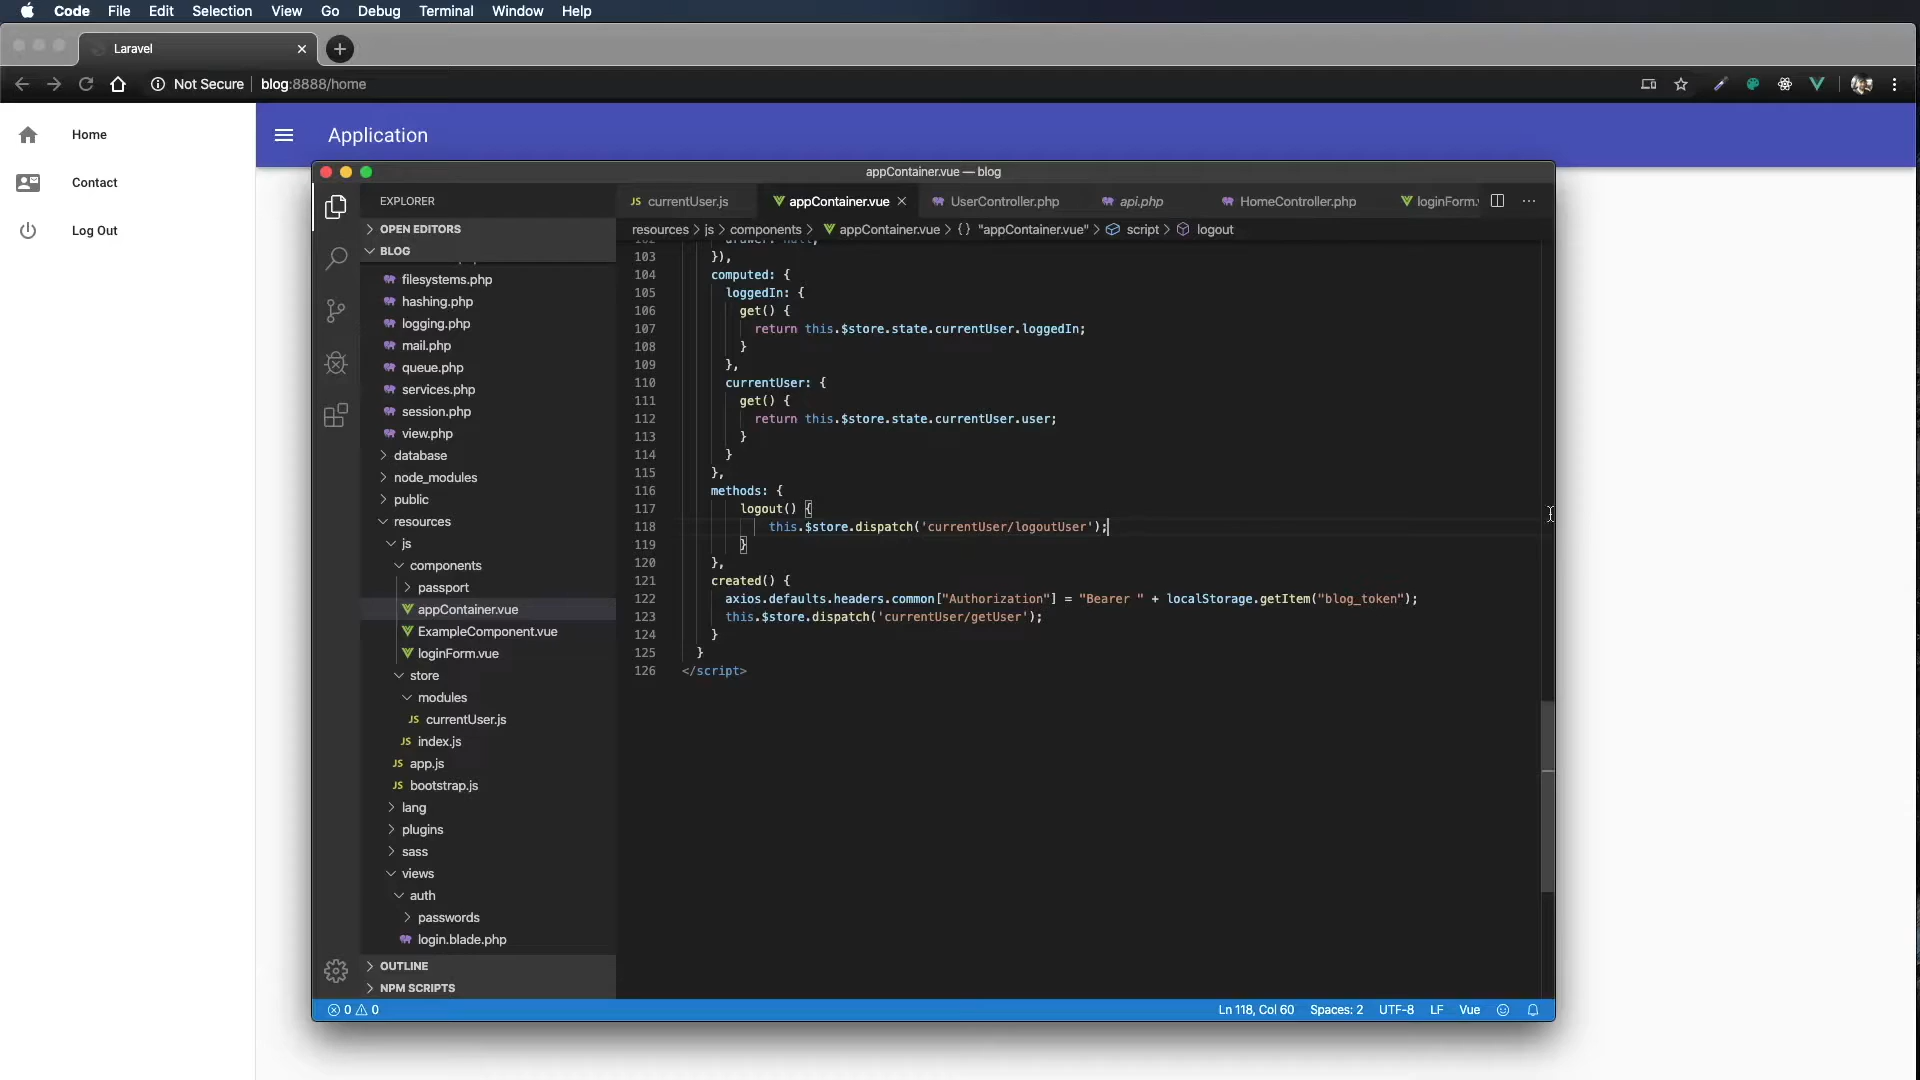 Code File Edit Selection View Go Debug Terminal Window Help
Laravel
Not Secure blog:8888/home
Home
Contact
Log Out
Application
appContainer.vue — blog
EXPLORER
OPEN EDITORS
BLOG
filesystems.php
hashing.php
logging.php
mail.php
queue.php
services.php
session.php
view.php
database
node_modules
public
resources
js
components
passport
appContainer.vue
ExampleComponent.vue
loginForm.vue
store
modules
JS currentUser.js
JS index.js
JS app.js
JS bootstrap.js
lang
plugins
sass
views
auth
passwords
login.blade.php
OUTLINE
NPM SCRIPTS
JS currentUser.js appContainer.vue UserController.php api.php HomeController.php loginForm.
resources > js > components > appContainer.vue > {} "appContainer.vue" > script > logout
103 }),
104 computed: {
105 loggedIn: {
106 get() {
107 return this.$store.state.currentUser.loggedIn;
108 }
109 },
110 currentUser: {
111 get() {
112 return this.$store.state.currentUser.user;
113 }
114 }
115 },
116 methods: {
117 logout() {
118 this.$store.dispatch('currentUser/logoutUser');
119 }
120 },
121 created() {
122 axios.defaults.headers.common["Authorization"] = "Bearer " + localStorage.getItem("blog_token");
123 this.$store.dispatch('currentUser/getUser');
124 }
125 }
126 </script>
0 0 Ln 118, Col 60 Spaces: 2 UTF-8 LF Vue